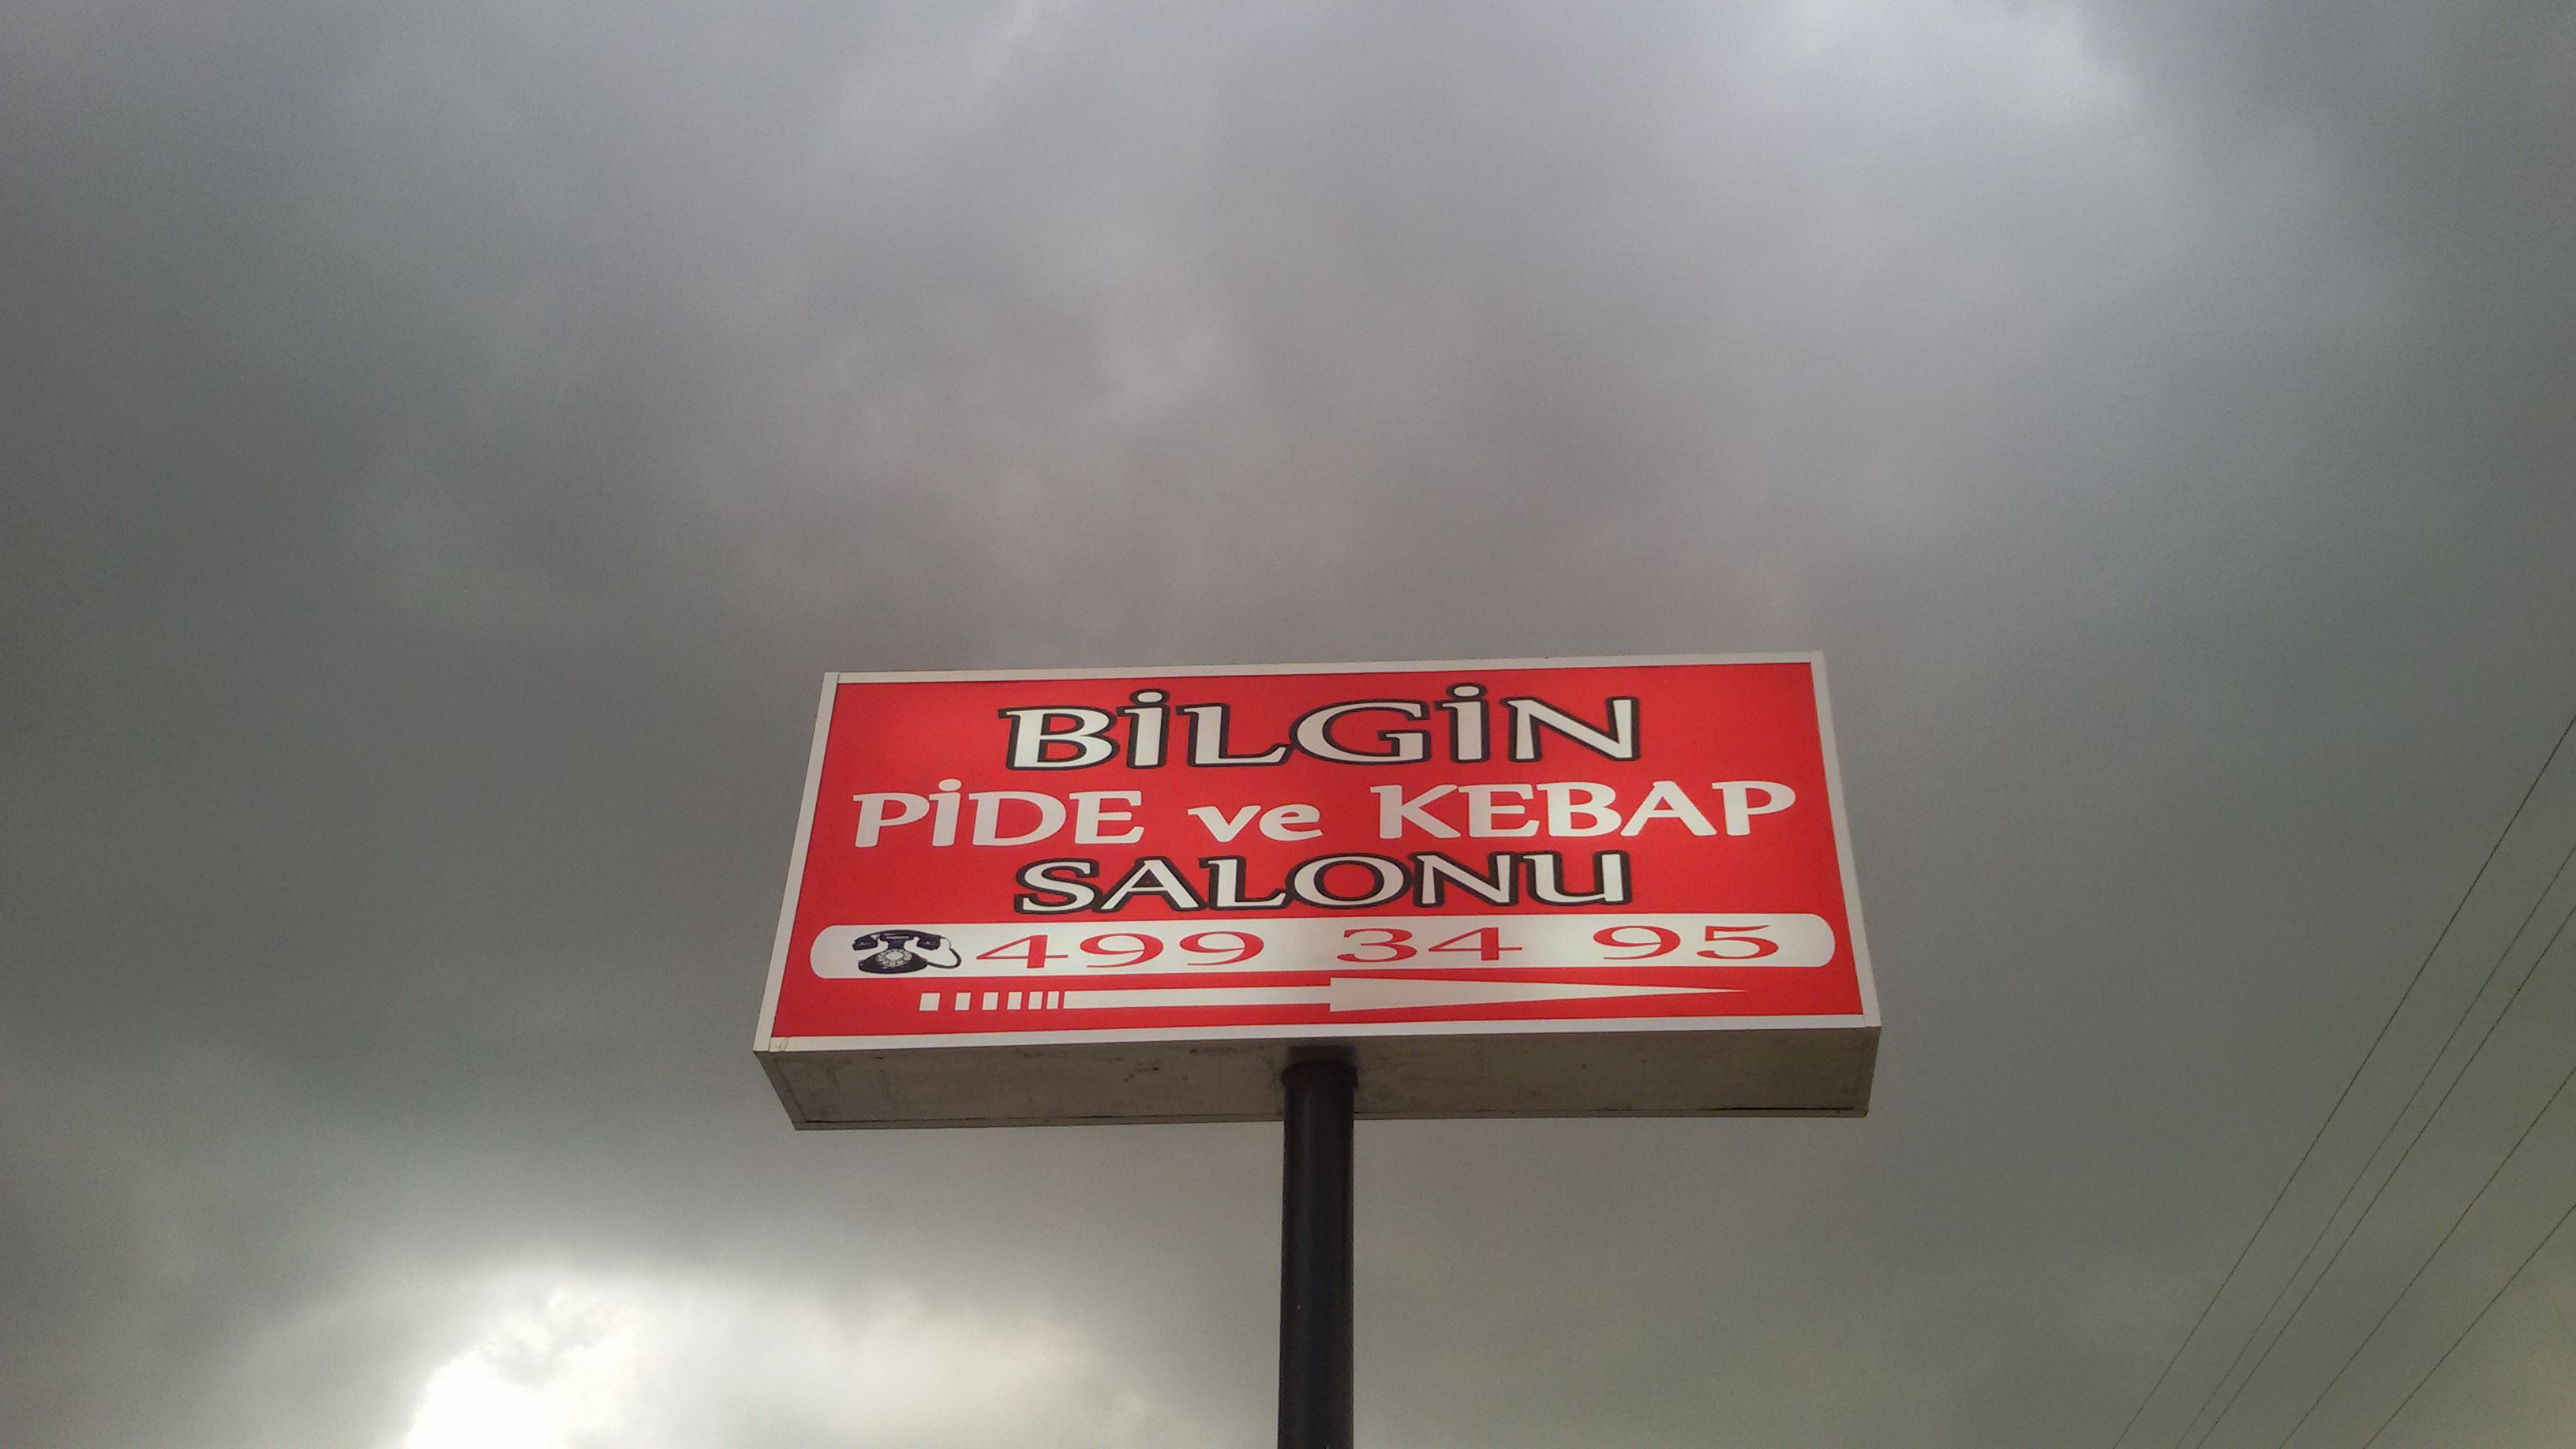 BİLGİN
PİDE ve KEBAP
SALONU
499 34 95